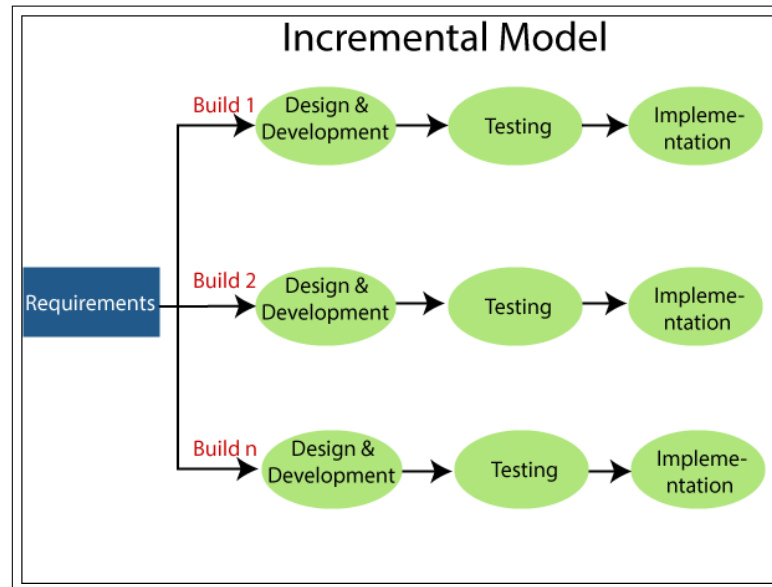 Incremental Model
Build 1
Design &
Development
Testing
Impleme-
ntation
Requirements
Build 2
Design &
Development
Testing
Impleme-
ntation
Build n
Design &
Development
Testing
Impleme-
ntation